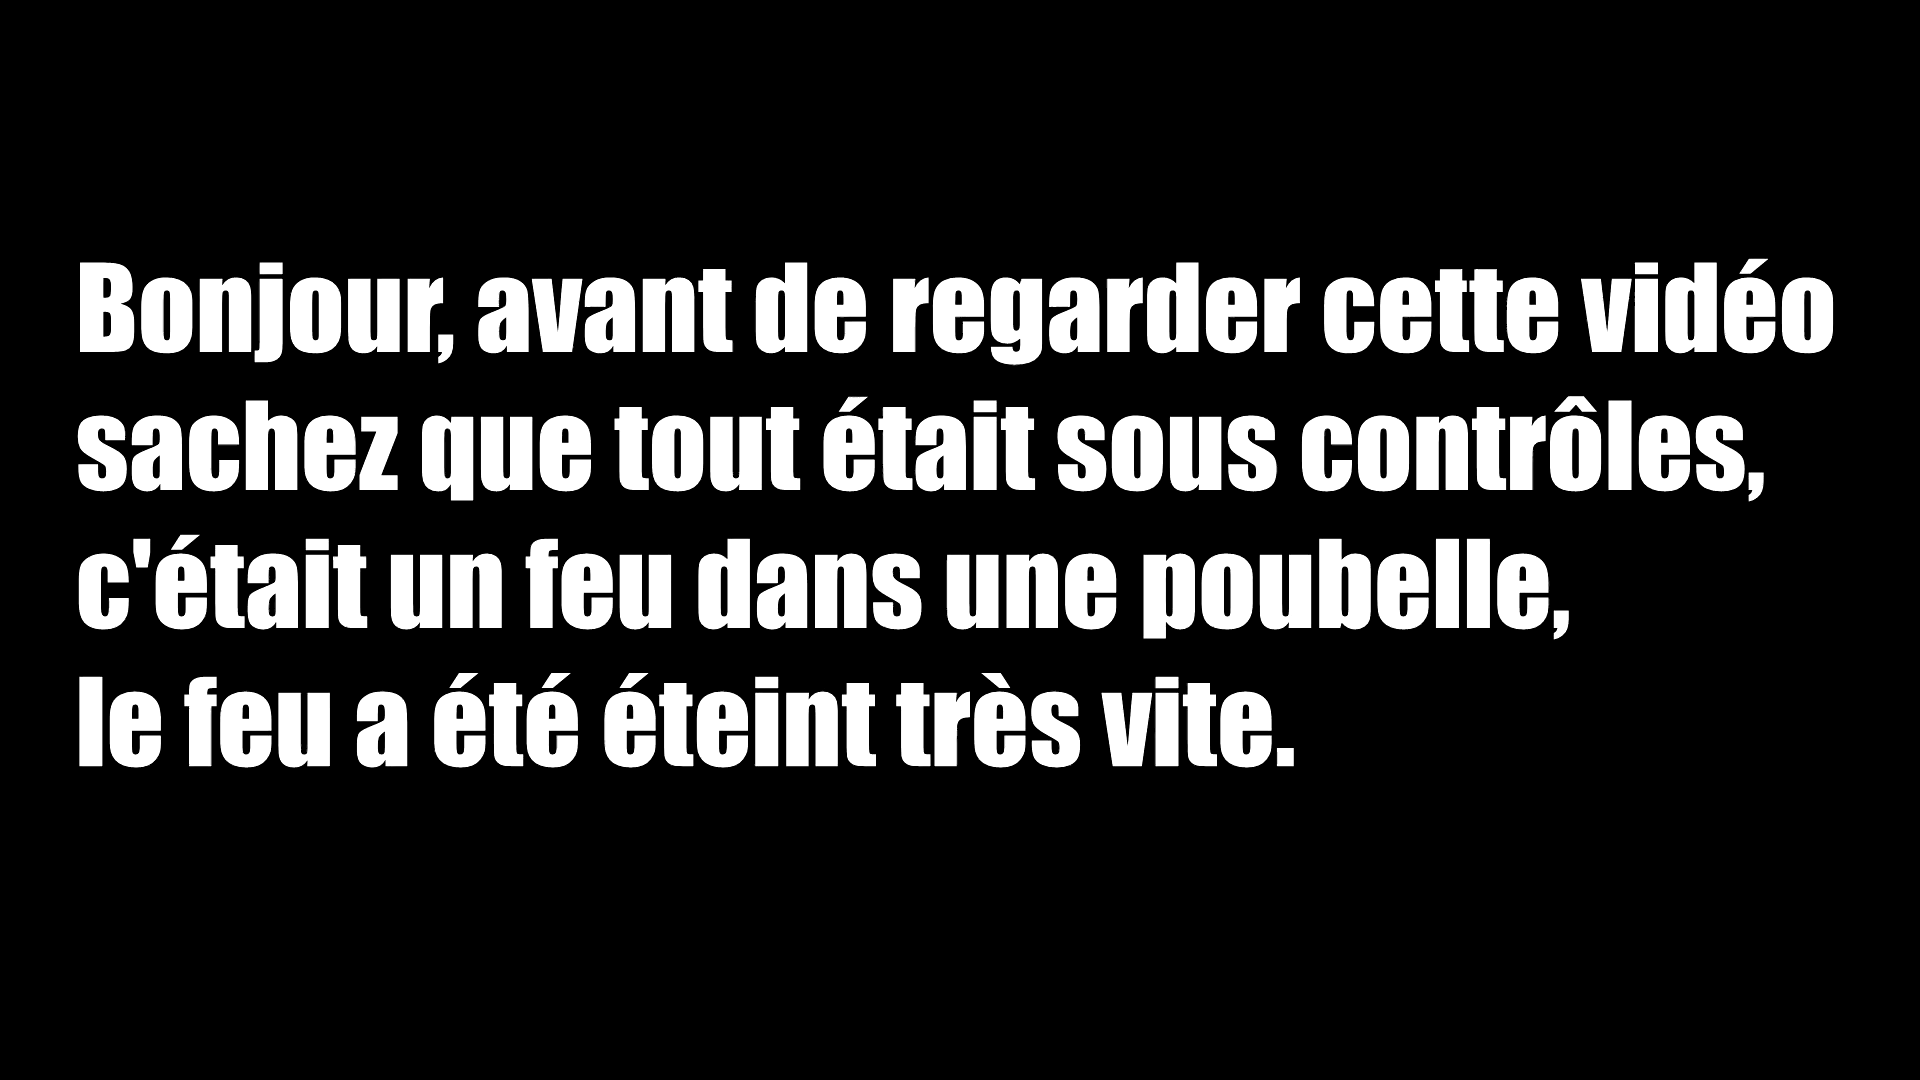 Bonjour, avant de regarder cette vidéo
sachez que tout était sous contrôles,
c'était un feu dans une poubelle,
le feu a été éteint très vite.